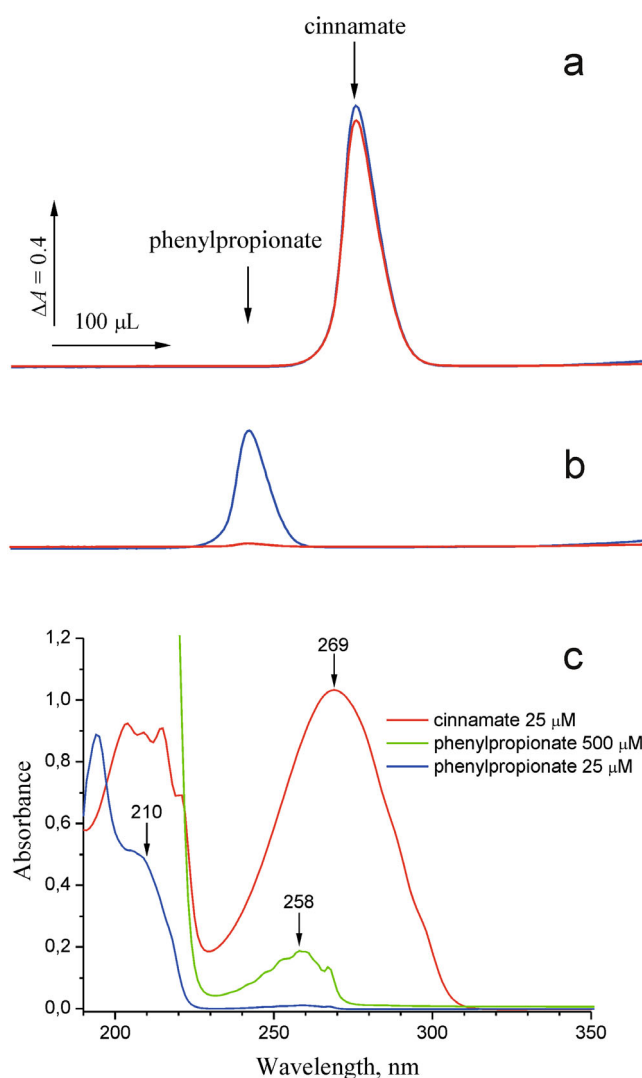 cinnamate
a
phenylpropionate
ΔA = 0.4
100 μL
b
c
1,2
1,0
0,8
0,6
0,4
0,2
0,0
Absorbance
269
210
258
cinnamate 25 μM
phenylpropionate 500 μM
phenylpropionate 25 μM
200 250 300 350
Wavelength, nm